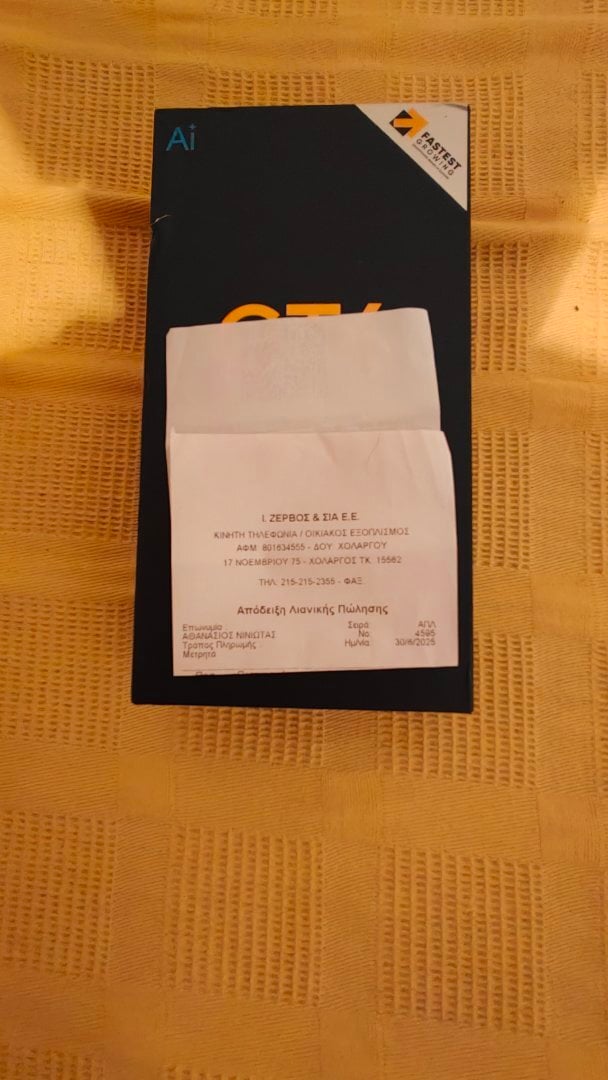 Ai
FASTEST
GROWING
Ι. ΖΕΡΒΟΣ & ΣΙΑ Ε.Ε.
ΚΙΝΗΤΗ ΤΗΛΕΦΩΝΙΑ / ΟΙΚΙΑΚΟΣ ΕΞΟΠΛΙΣΜΟΣ
ΑΦΜ 801634555 - ΔΟΥ ΧΟΛΑΡΓΟΥ
17 ΝΟΕΜΒΡΙΟΥ 75 - ΧΟΛΑΡΓΟΣ ΤΚ. 15562
ΤΗΛ: 215-215-2355 - ΦΑΞ:
Απόδειξη Λιανικής Πώλησης
Επωνυμία Σειρά: ΑΠΛ
ΑΘΑΝΑΣΙΟΣ ΝΙΝΙΩΤΑΣ No: 4595
Τρόπος Πληρωμής : Ημ/νία: 30/6/2025
Μετρητά